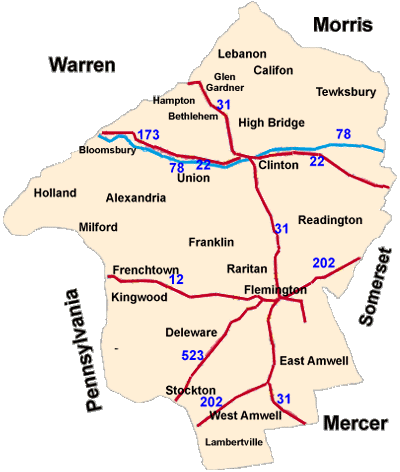 Morris
Warren
Lebanon
Califon
Glen
Gardner
Tewksbury
Hampton
31
Bethlehem
High Bridge
173
78
Bloomsbury
78
22
Clinton
22
Union
Holland
Alexandria
Milford
31
Readington
Franklin
Raritan
202
Somerset
Frenchtown
12
Flemington
Kingwood
Pennsylvania
Deleware
-
523
East Amwell
Stockton
202
31
West Amwell
Mercer
Lambertville